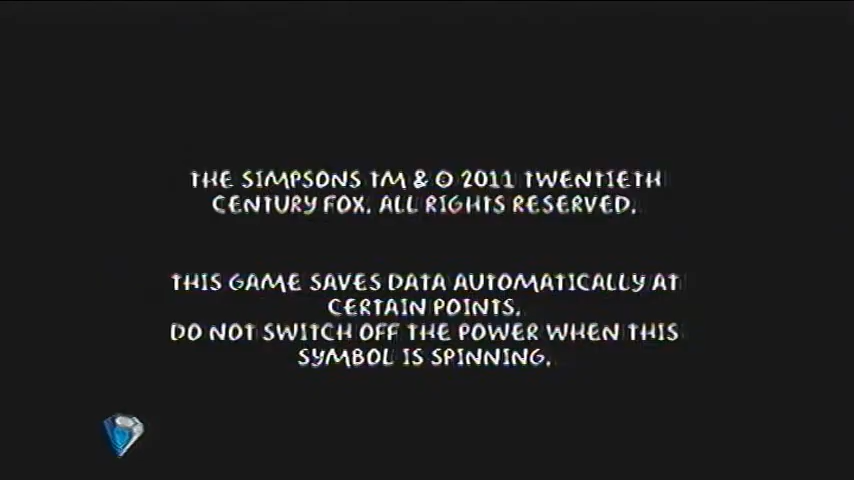 THE SIMPSONS TM & © 2011 TWENTIETH
CENTURY FOX. ALL RIGHTS RESERVED.
THIS GAME SAVES DATA AUTOMATICALLY AT
CERTAIN POINTS.
DO NOT SWITCH OFF THE POWER WHEN THIS
SYMBOL IS SPINNING.